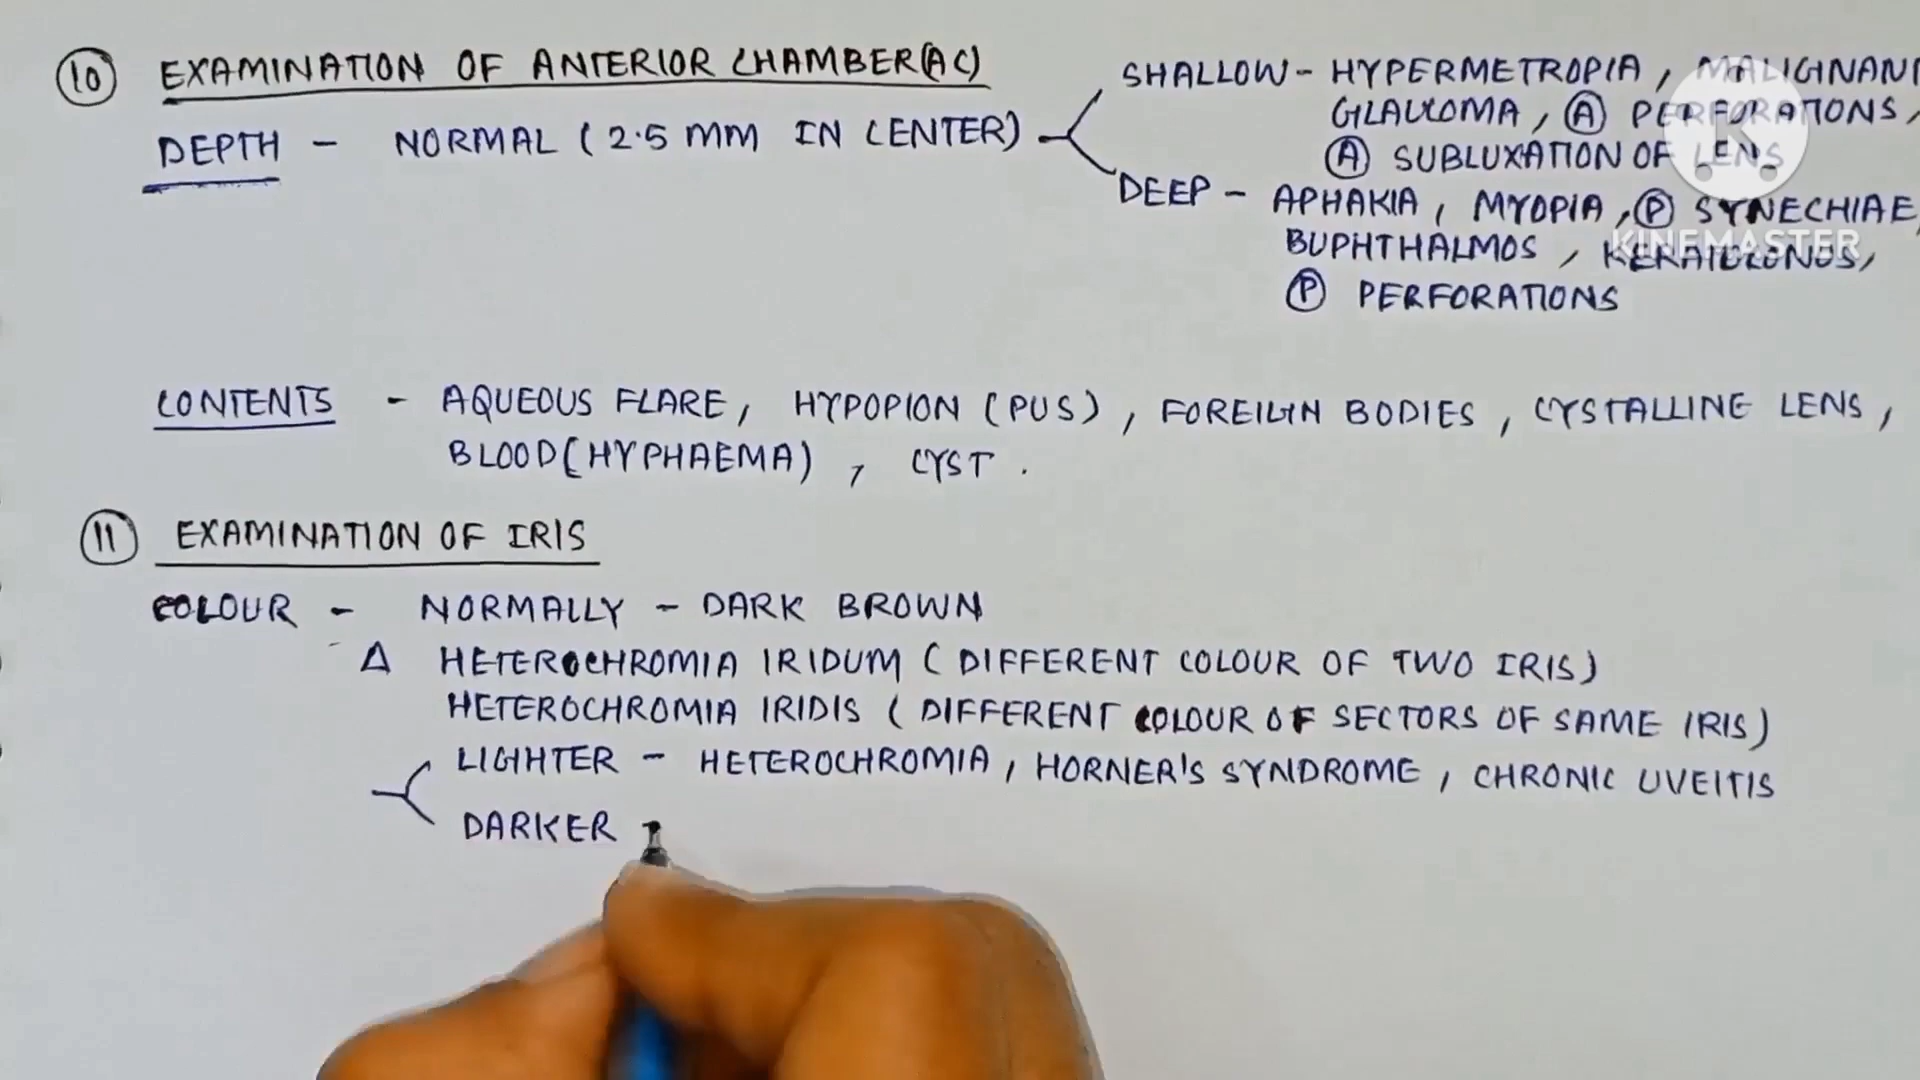 10 EXAMINATION OF ANTERIOR CHAMBER(AC)
DEPTH - NORMAL (2.5 MM IN CENTER)
SHALLOW - HYPERMETROPIA, MALIGNANT
GLAUCOMA, (A) PERFORATIONS,
(A) SUBLUXATION OF LENS
DEEP - APHAKIA, MYOPIA, (P) SYNECHIAE,
BUPHTHALMOS, KERATOCONUS,
(P) PERFORATIONS
KINEMASTER
CONTENTS - AQUEOUS FLARE, HYPOPION (PUS), FOREIGN BODIES, CYSTALLINE LENS,
BLOOD(HYPHAEMA), CYST.
11 EXAMINATION OF IRIS
COLOUR - NORMALLY - DARK BROWN
Δ HETEROCHROMIA IRIDUM (DIFFERENT COLOUR OF TWO IRIS)
HETEROCHROMIA IRIDIS (DIFFERENT COLOUR OF SECTORS OF SAME IRIS)
LIGHTER - HETEROCHROMIA, HORNER'S SYNDROME, CHRONIC UVEITIS
DARKER -